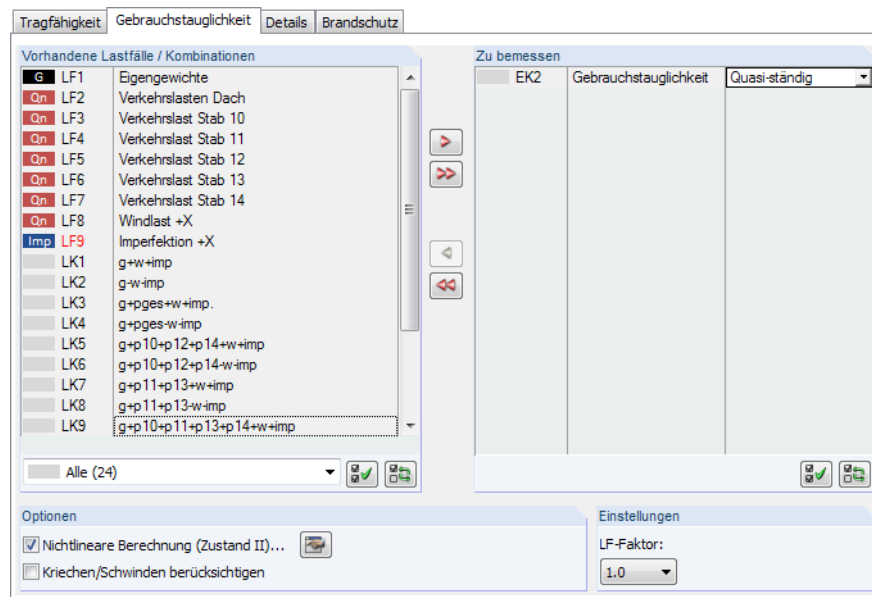 Tragfähigkeit Gebrauchstauglichkeit Details Brandschutz
Vorhandene Lastfälle / Kombinationen
G LF1 Eigengewichte
Qn LF2 Verkehrslasten Dach
Qn LF3 Verkehrslast Stab 10
Qn LF4 Verkehrslast Stab 11
Qn LF5 Verkehrslast Stab 12
Qn LF6 Verkehrslast Stab 13
Qn LF7 Verkehrslast Stab 14
Qn LF8 Windlast +X
Imp LF9 Imperfektion +X
LK1 g+w+imp
LK2 g-w-imp
LK3 g+pges+w+imp.
LK4 g+pges-w-imp
LK5 g+p10+p12+p14+w+imp
LK6 g+p10+p12+p14-w-imp
LK7 g+p11+p13+w+imp
LK8 g+p11+p13-w-imp
LK9 g+p10+p11+p13+p14+w+imp
Alle (24)
Zu bemessen
EK2 Gebrauchstauglichkeit Quasi-ständig
Optionen
Nichtlineare Berechnung (Zustand II)...
Kriechen/Schwinden berücksichtigen
Einstellungen
LF-Faktor:
1.0